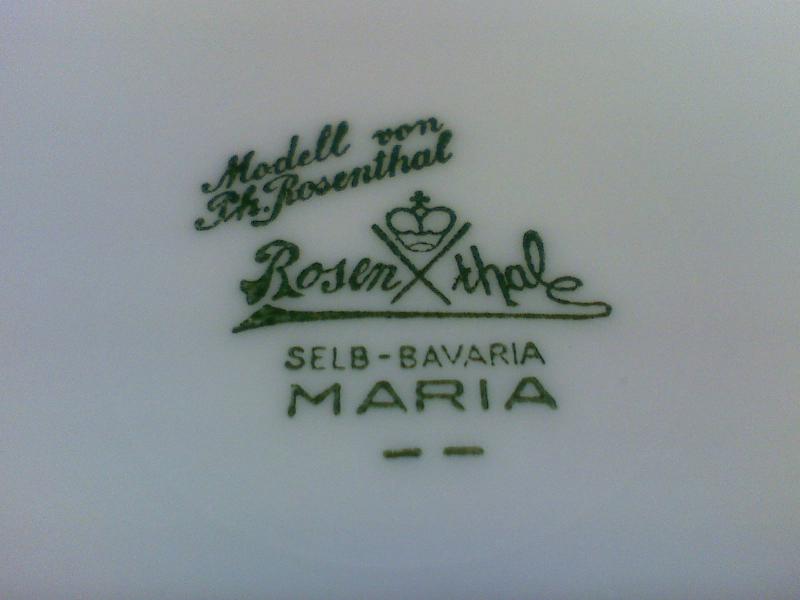 Modell von
Ph. Rosenthal
Rosenthal
SELB-BAVARIA
MARIA